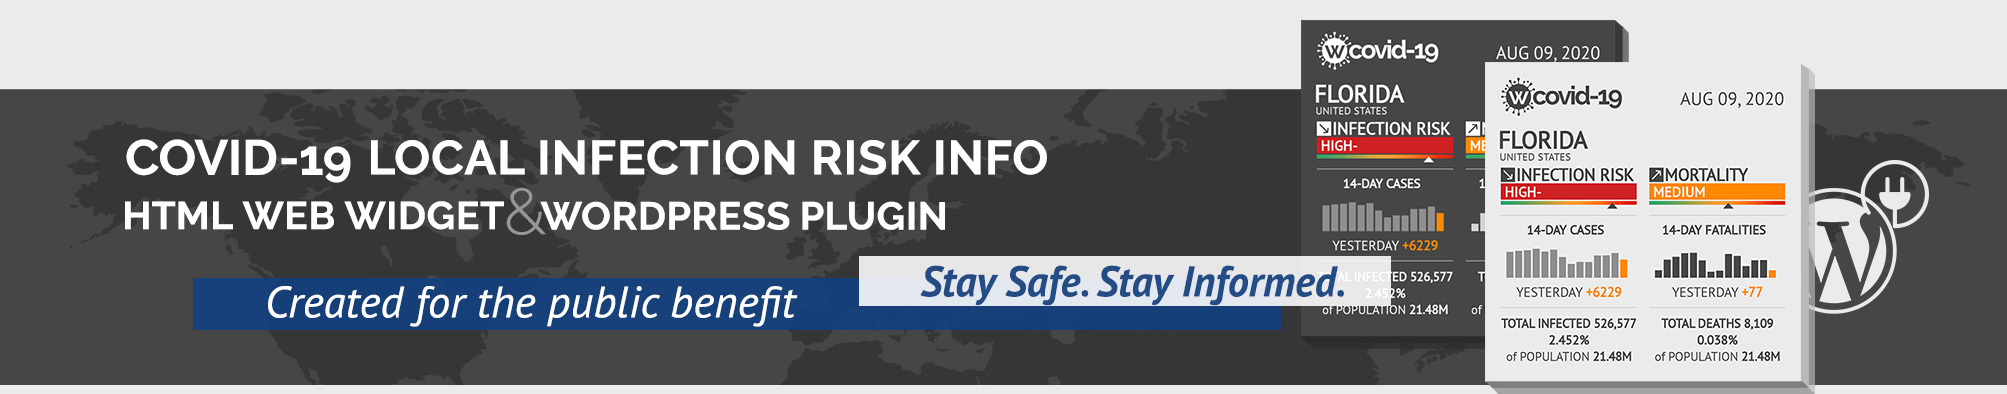 COVID-19 LOCAL INFECTION RISK INFO
HTML WEB WIDGET & WORDPRESS PLUGIN
Created for the public benefit
Stay Safe. Stay Informed.
Wcovid-19
AUG 09, 2020
FLORIDA
UNITED STATES
INFECTION RISK
HIGH-
14-DAY CASES
YESTERDAY +6229
INFECTED 526,577
2.452%
of POPULATION 21.48M
of
Wcovid-19
AUG 09, 2020
FLORIDA
UNITED STATES
INFECTION RISK MORTALITY
HIGH- MEDIUM
14-DAY CASES 14-DAY FATALITIES
YESTERDAY +6229 YESTERDAY +77
TOTAL INFECTED 526,577 TOTAL DEATHS 8,109
2.452% 0.038%
of POPULATION 21.48M of POPULATION 21.48M
W